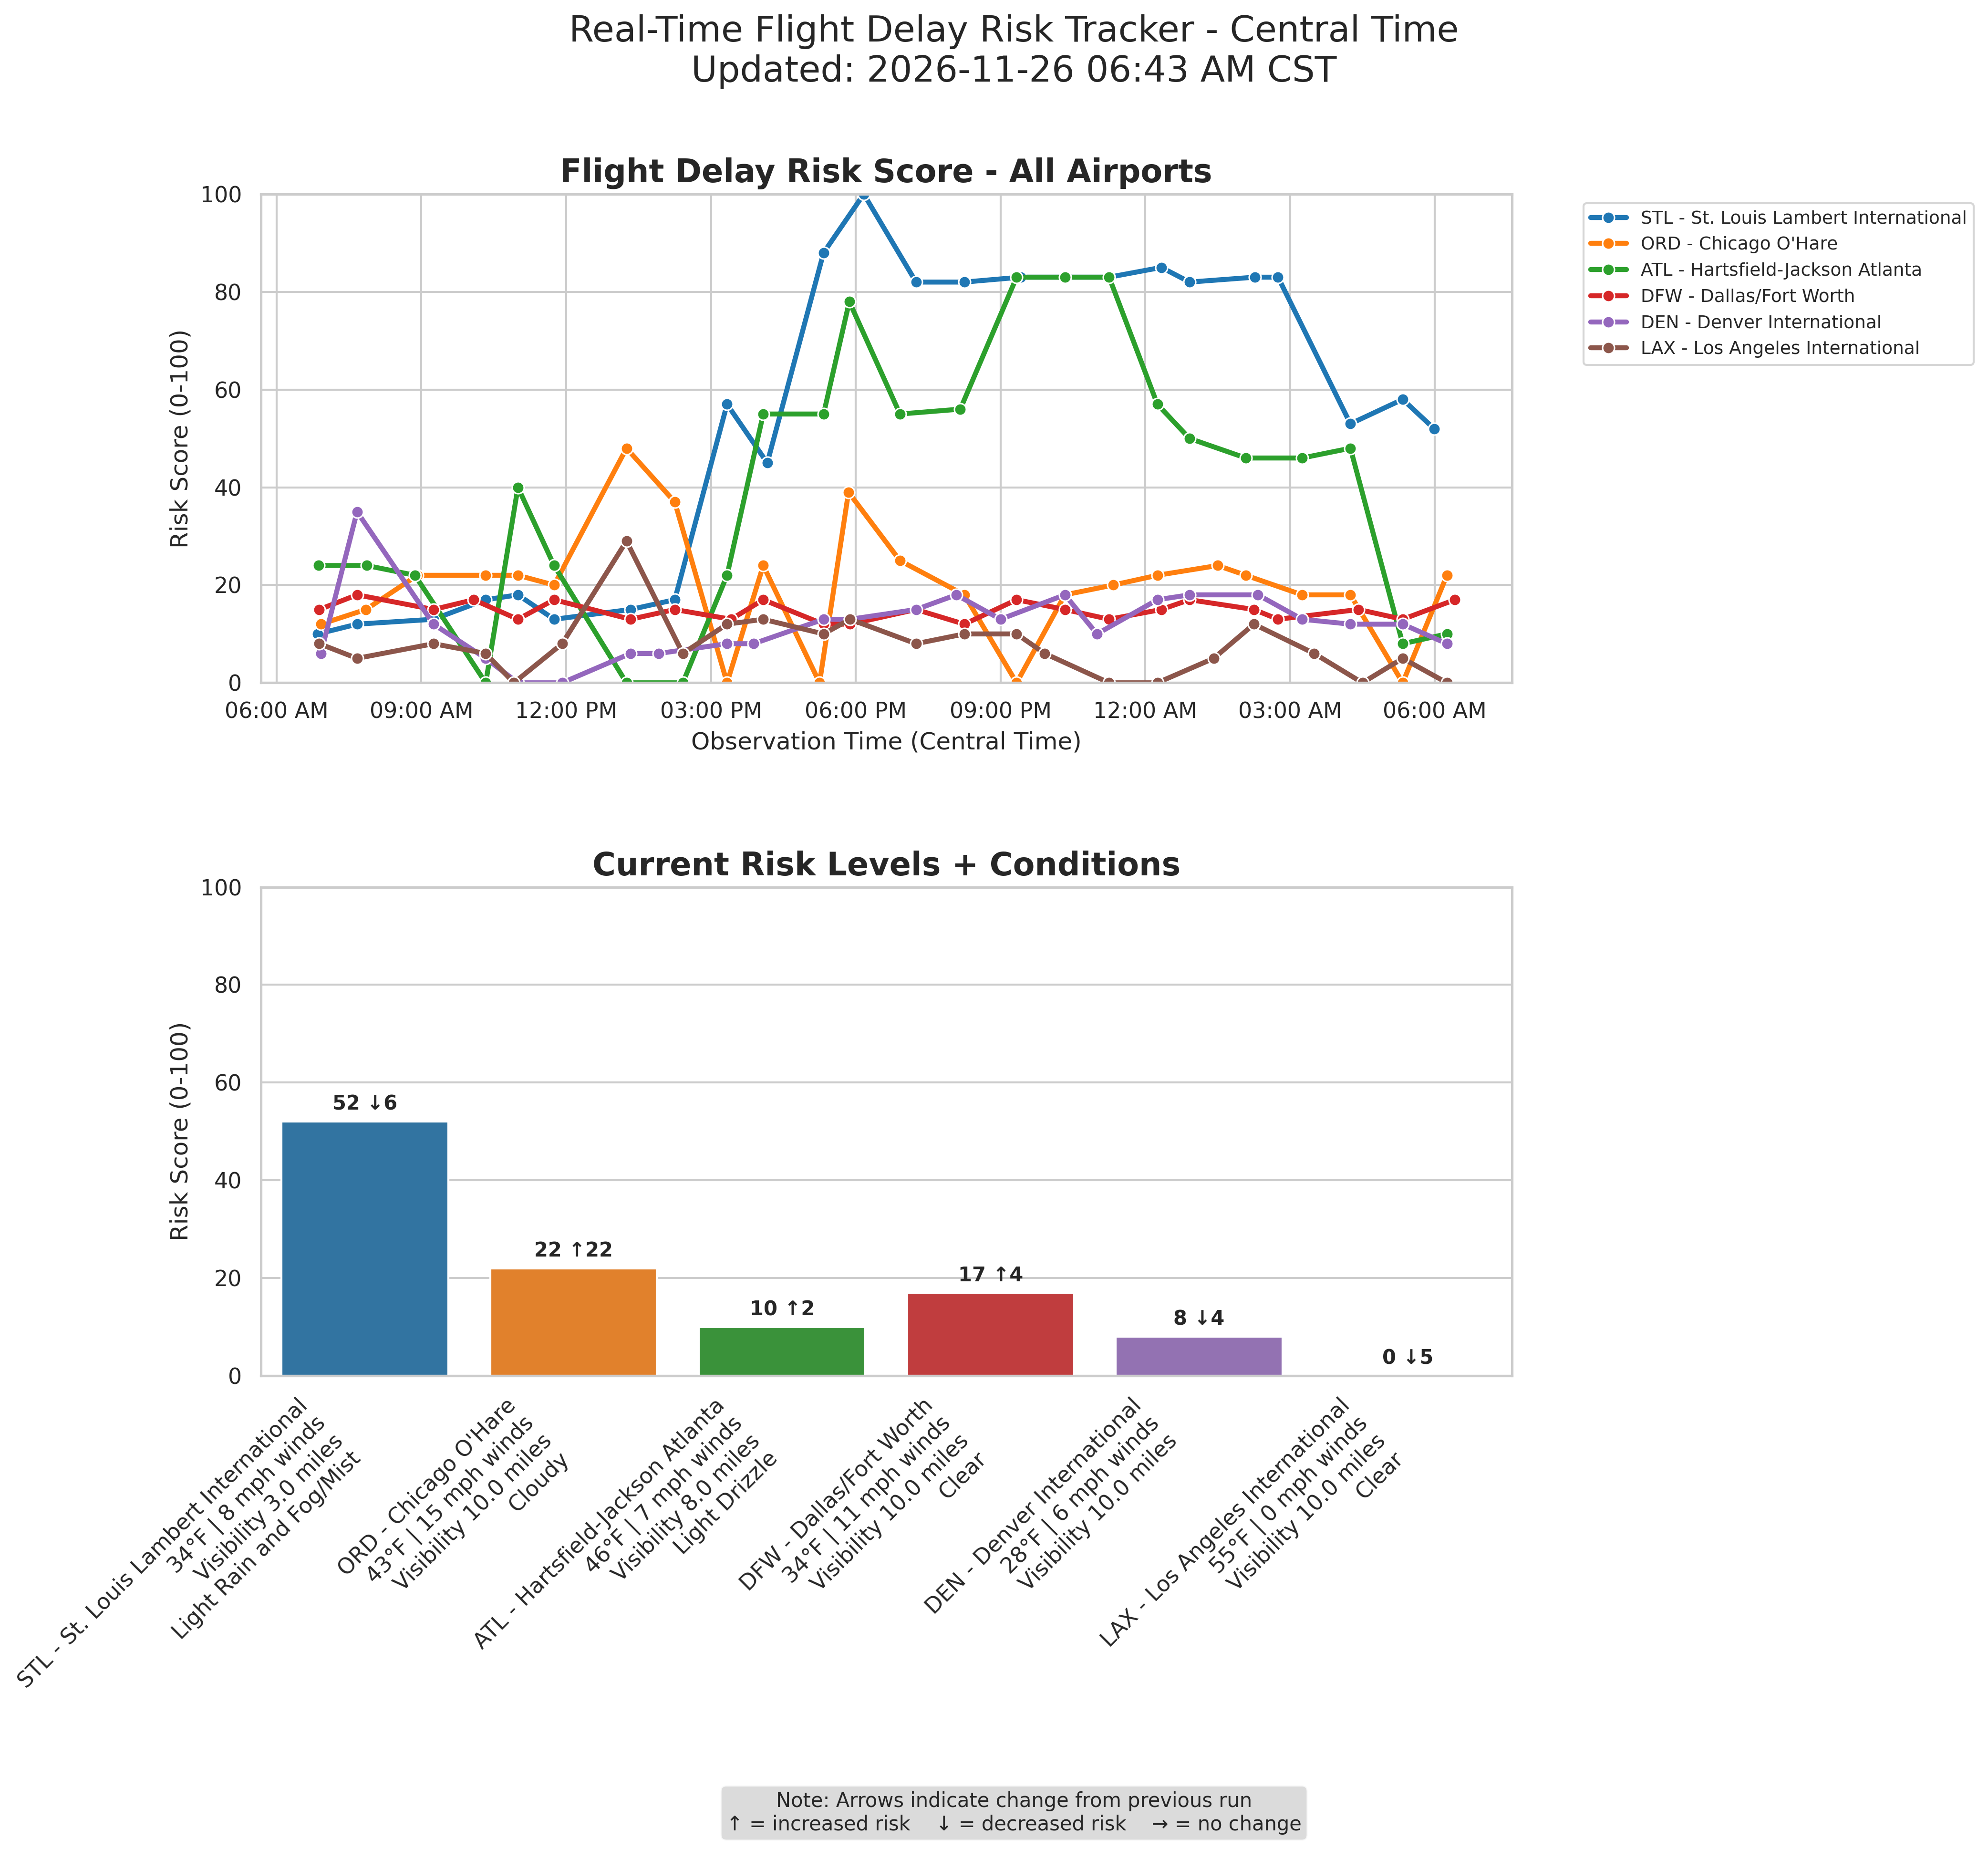 Real-Time Flight Delay Risk Tracker - Central Time
Updated: 2026-11-26 06:43 AM CST
Flight Delay Risk Score - All Airports
Risk Score (0-100)
100
80
60
40
20
0
06:00 AM
09:00 AM
12:00 PM
03:00 PM
06:00 PM
09:00 PM
12:00 AM
03:00 AM
06:00 AM
Observation Time (Central Time)
STL - St. Louis Lambert International
ORD - Chicago O'Hare
ATL - Hartsfield-Jackson Atlanta
DFW - Dallas/Fort Worth
DEN - Denver International
LAX - Los Angeles International
Current Risk Levels + Conditions
Risk Score (0-100)
100
80
60
40
20
0
52 ↓6
22 ↑22
10 ↑2
17 ↑4
8 ↓4
0 ↓5
STL - St. Louis Lambert International
34°F | 8 mph winds
Visibility 3.0 miles
Light Rain and Fog/Mist
ORD - Chicago O'Hare
43°F | 15 mph winds
Visibility 10.0 miles
Cloudy
ATL - Hartsfield-Jackson Atlanta
46°F | 7 mph winds
Visibility 8.0 miles
Light Drizzle
DFW - Dallas/Fort Worth
34°F | 11 mph winds
Visibility 10.0 miles
Clear
DEN - Denver International
28°F | 6 mph winds
Visibility 10.0 miles
LAX - Los Angeles International
55°F | 0 mph winds
Visibility 10.0 miles
Clear
Note: Arrows indicate change from previous run
↑ = increased risk ↓ = decreased risk → = no change